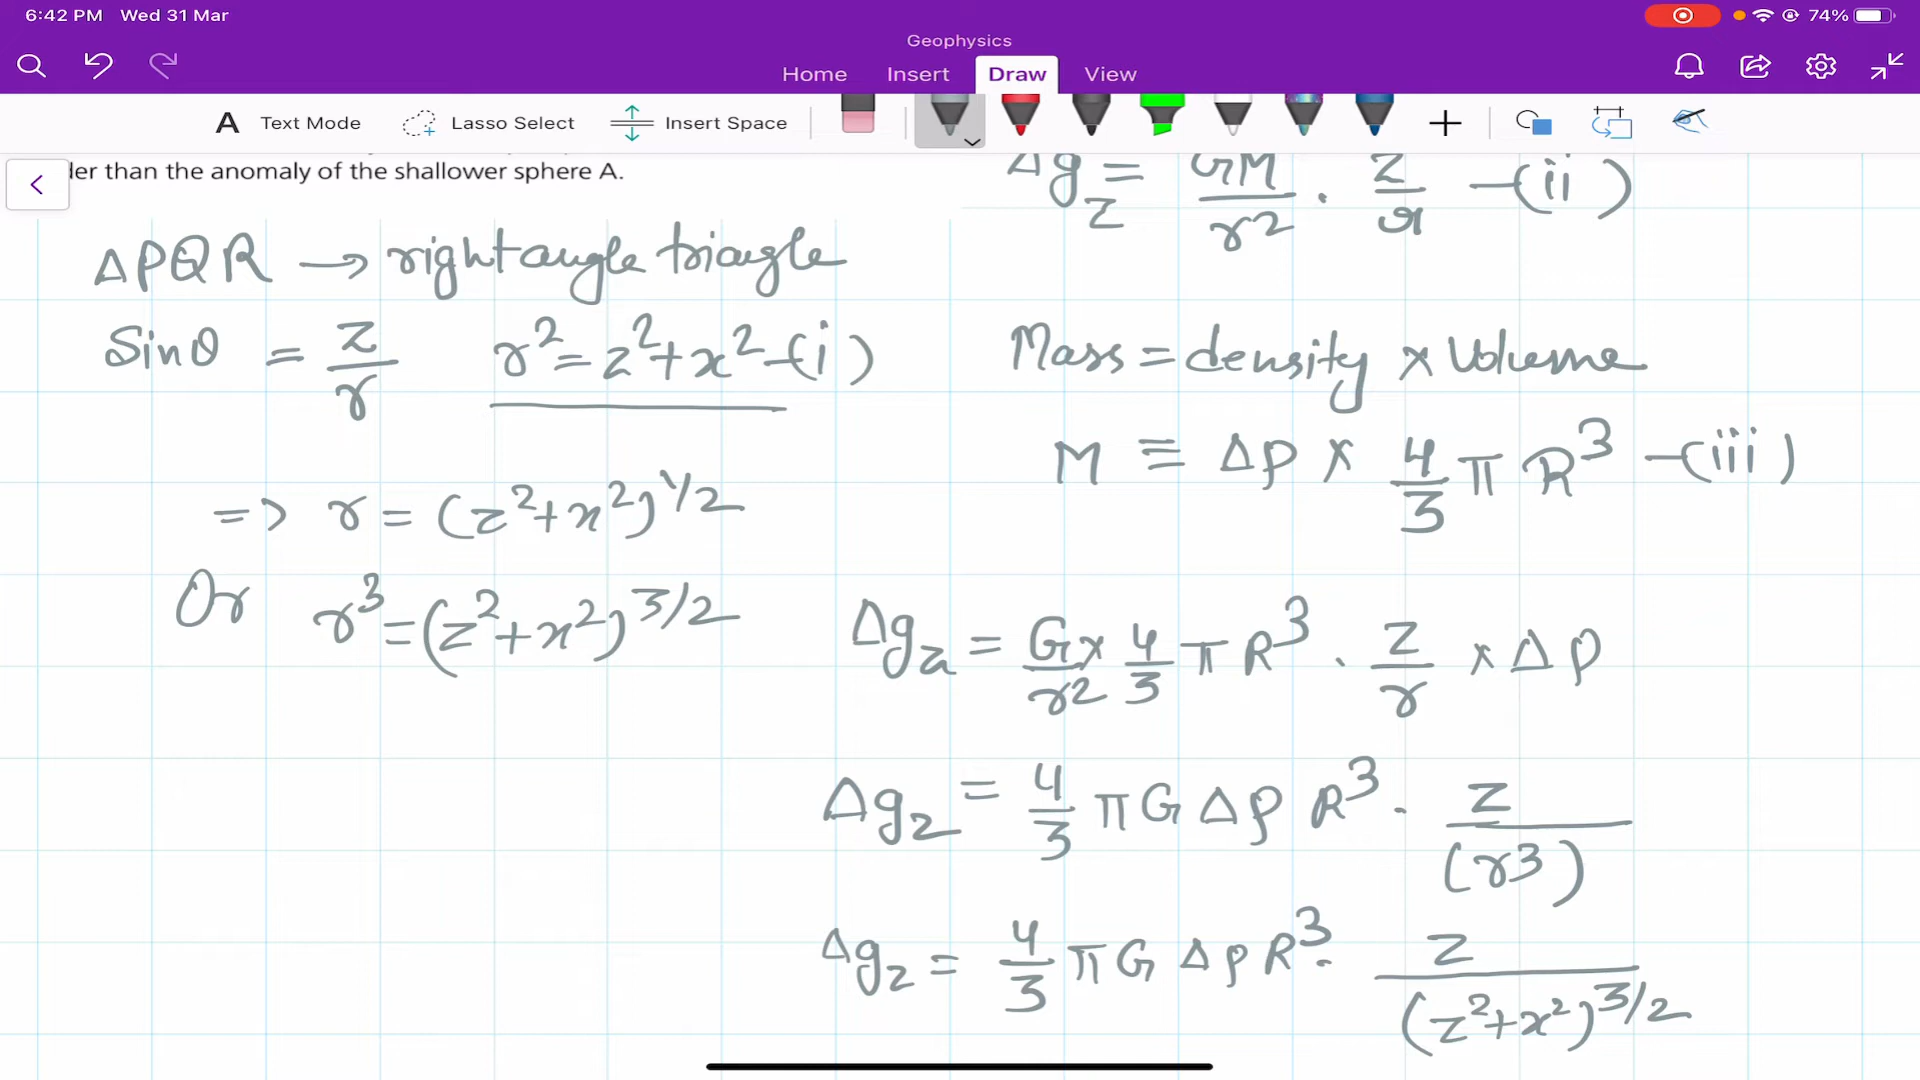 6:42 PM Wed 31 Mar
74%
Geophysics
Home Insert Draw View
A Text Mode Lasso Select Insert Space
der than the anomaly of the shallower sphere A.
ΔPQR → right angle triangle
Sinθ = z/r r² = z² + x² –(i)
=> r = (z²+x²)^1/2
Or r³ = (z²+x²)^3/2
Δg_z = GM/r² . z/r –(ii)
Mass = density × Volume
M = Δρ × 4/3 π R³ –(iii)
Δg_z = G/r² × 4/3 π R³ . z/r × Δρ
Δg_z = 4/3 π G Δρ R³ . z/(r³)
Δg_z = 4/3 π G Δρ R³ . z/(z²+x²)^3/2